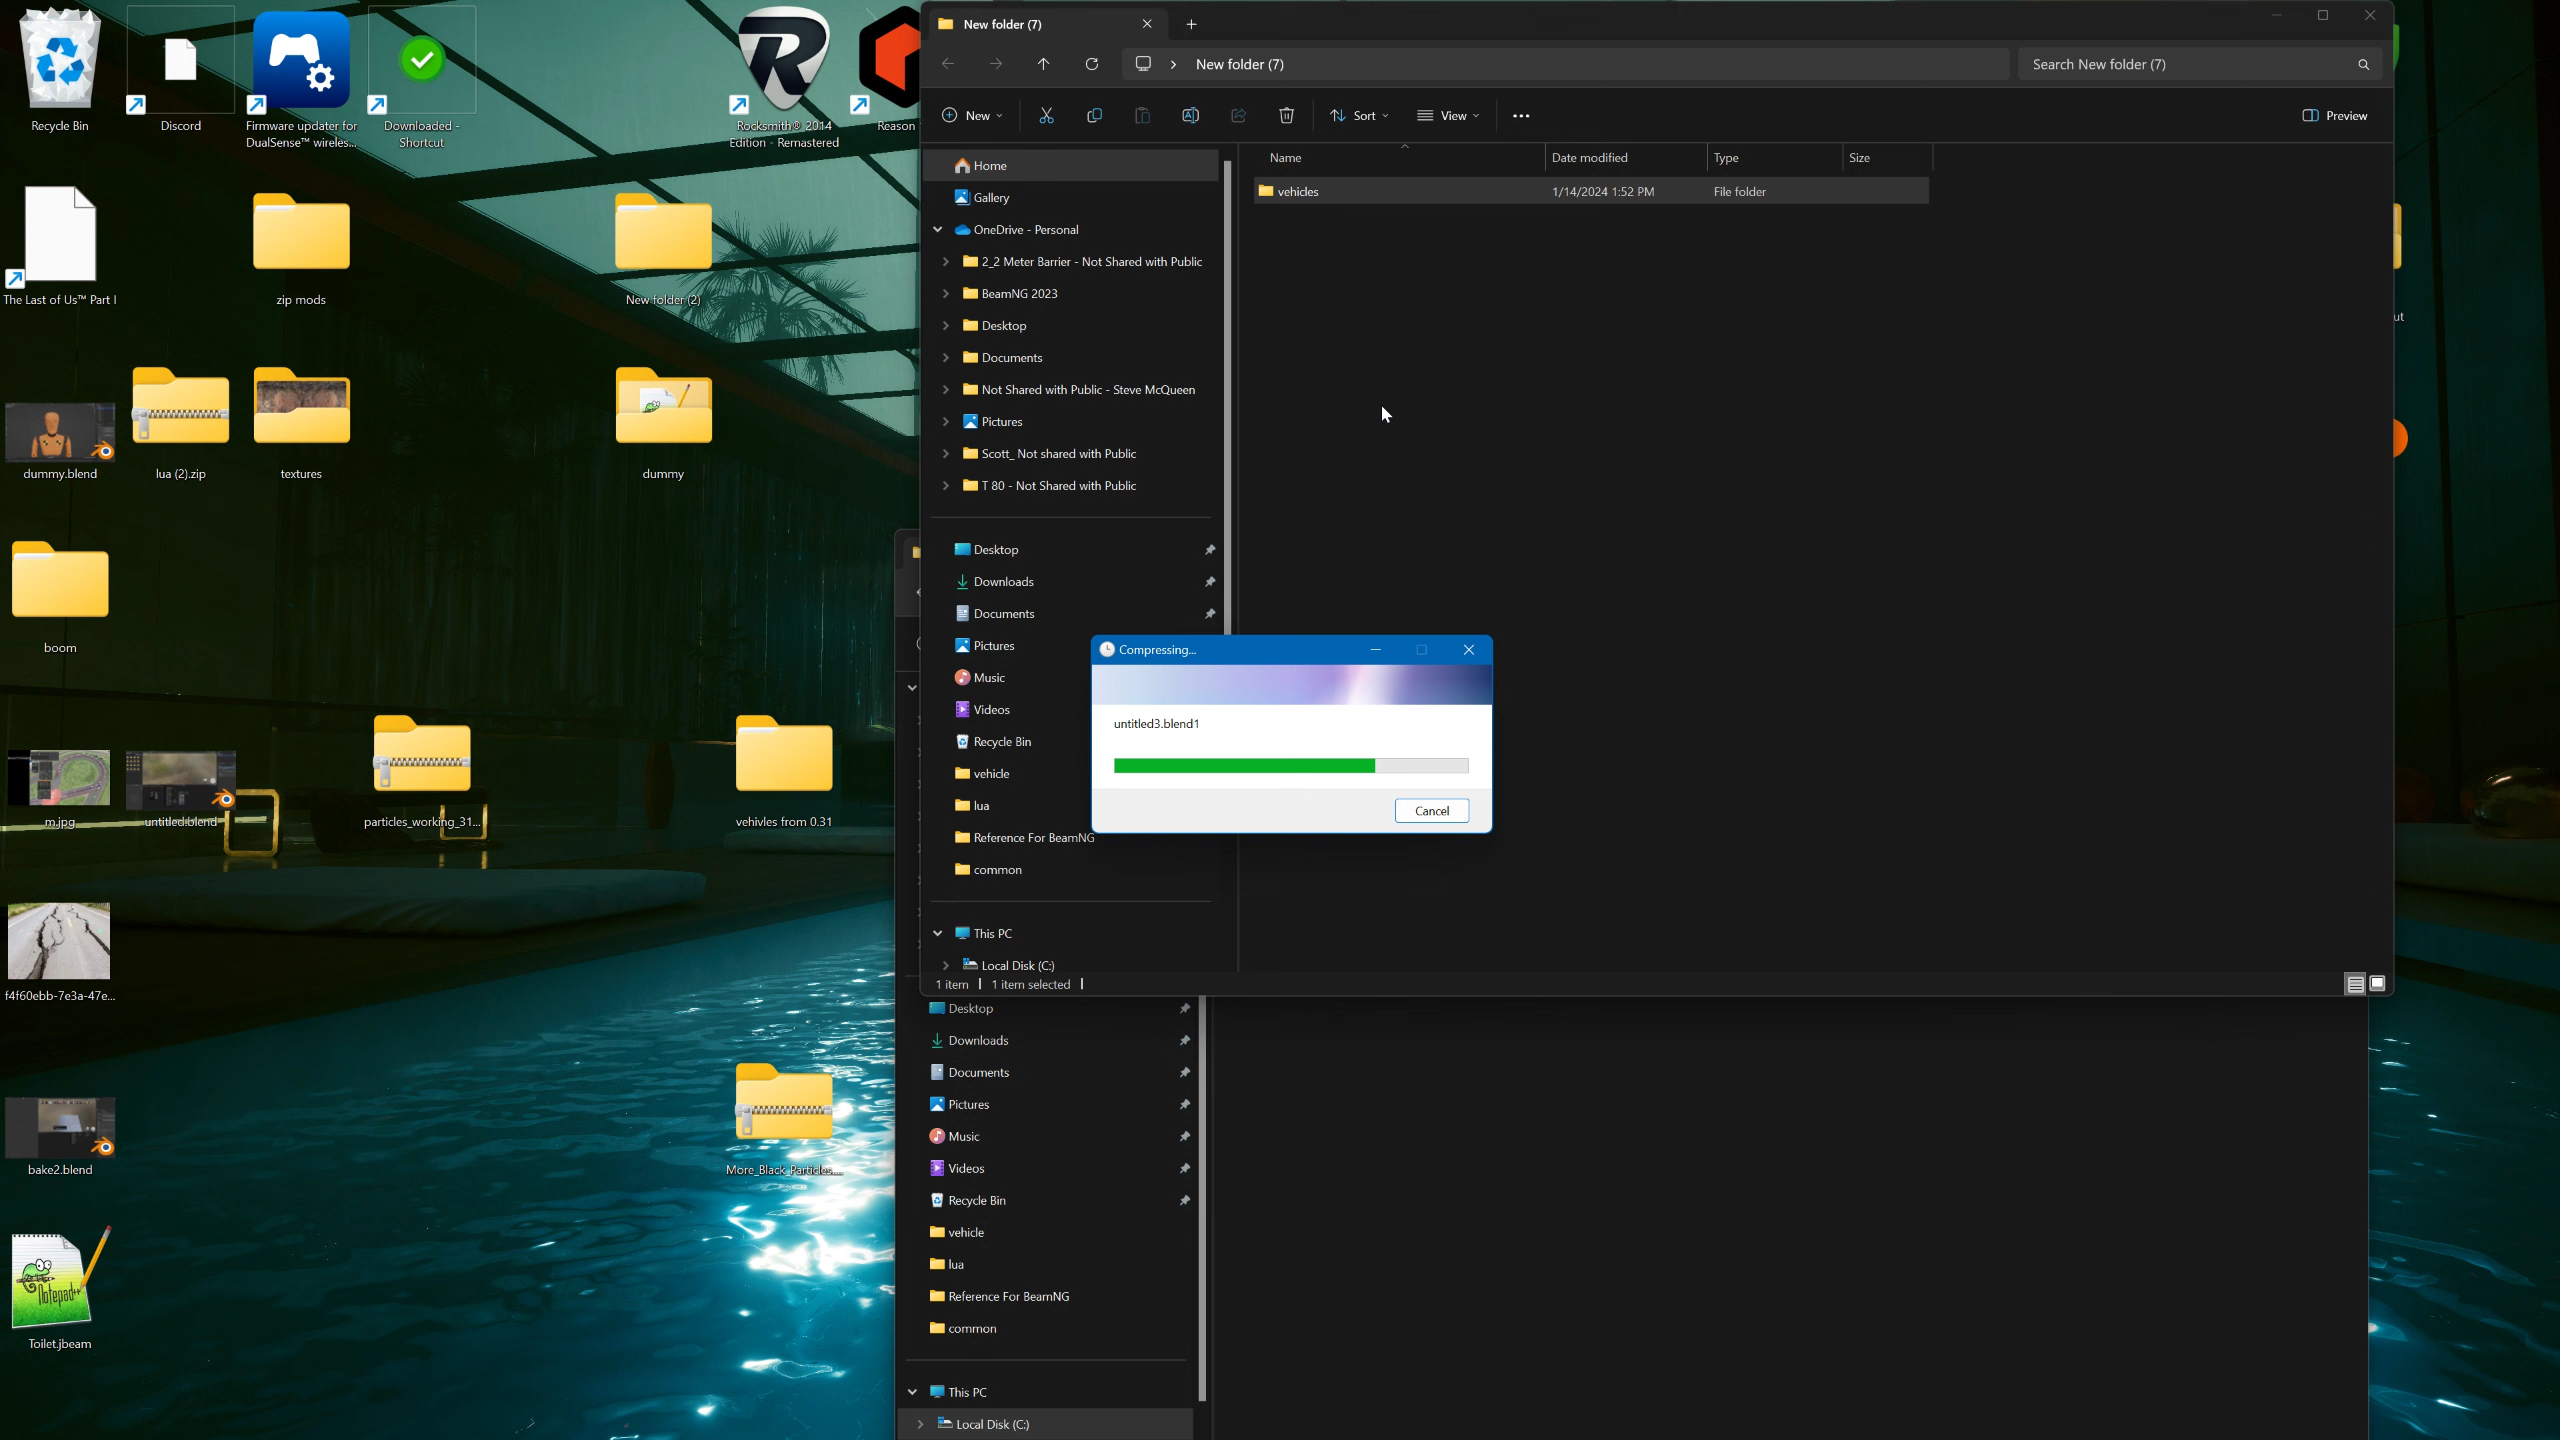 Recycle Bin
Discord
Firmware updater for
DualSense™ wireles...
Downloaded -
Shortcut
Rocksmith® 2014
Edition - Remastered
Reason
The Last of Us™ Part I
zip mods
New folder (2)
dummy.blend
lua (2).zip
textures
dummy
boom
m.jpg
untitled.blend
particles_working_31...
vehivles from 0.31
f4f60ebb-7e3a-47e...
bake2.blend
More_Black_Particles....
Notepad++
Toilet.jbeam
New folder (7)
New folder (7)
Search New folder (7)
New
Sort
View
Preview
Name
Date modified
Type
Size
vehicles
1/14/2024 1:52 PM
File folder
Home
Gallery
OneDrive - Personal
2_2 Meter Barrier - Not Shared with Public
BeamNG 2023
Desktop
Documents
Not Shared with Public - Steve McQueen
Pictures
Scott_ Not shared with Public
T 80 - Not Shared with Public
Desktop
Downloads
Documents
Pictures
Music
Videos
Recycle Bin
vehicle
lua
Reference For BeamNG
common
This PC
Local Disk (C:)
1 item
1 item selected
Compressing...
untitled3.blend1
Cancel
Desktop
Downloads
Documents
Pictures
Music
Videos
Recycle Bin
vehicle
lua
Reference For BeamNG
common
This PC
Local Disk (C:)
ut